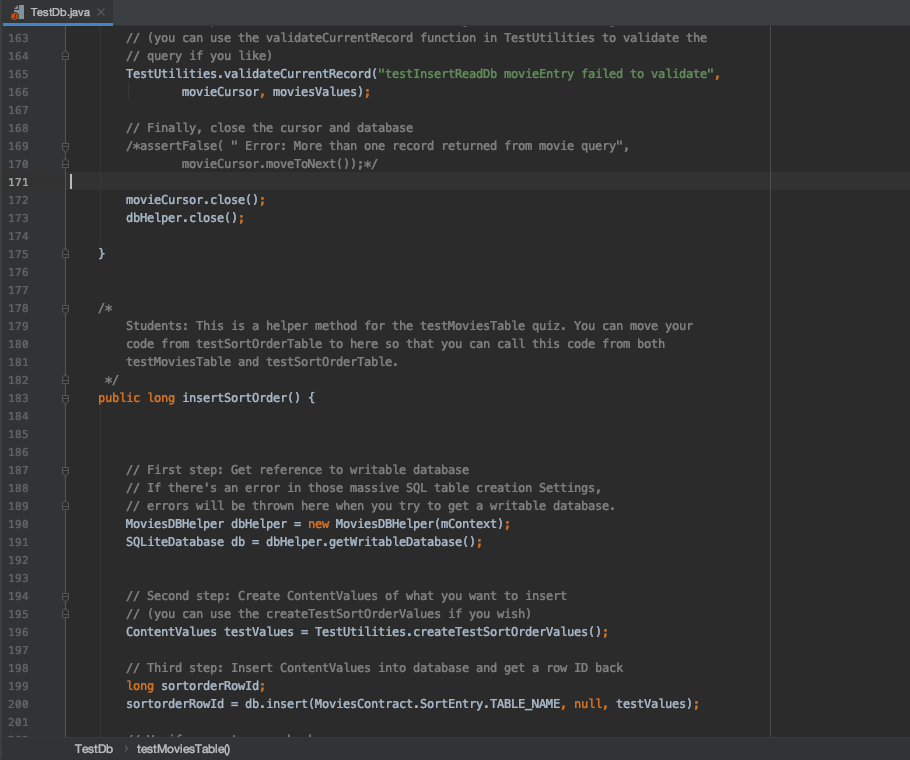 TestDb.java
163 // (you can use the validateCurrentRecord function in TestUtilities to validate the
164 // query if you like)
165 TestUtilities.validateCurrentRecord("testInsertReadDb movieEntry failed to validate",
166 movieCursor, moviesValues);
167
168 // Finally, close the cursor and database
169 /*assertFalse( " Error: More than one record returned from movie query",
170 movieCursor.moveToNext());*/
171
172 movieCursor.close();
173 dbHelper.close();
174
175 }
176
177
178 /*
179 Students: This is a helper method for the testMoviesTable quiz. You can move your
180 code from testSortOrderTable to here so that you can call this code from both
181 testMoviesTable and testSortOrderTable.
182 */
183 public long insertSortOrder() {
184
185
186
187 // First step: Get reference to writable database
188 // If there's an error in those massive SQL table creation Settings,
189 // errors will be thrown here when you try to get a writable database.
190 MoviesDBHelper dbHelper = new MoviesDBHelper(mContext);
191 SQLiteDatabase db = dbHelper.getWritableDatabase();
192
193
194 // Second step: Create ContentValues of what you want to insert
195 // (you can use the createTestSortOrderValues if you wish)
196 ContentValues testValues = TestUtilities.createTestSortOrderValues();
197
198 // Third step: Insert ContentValues into database and get a row ID back
199 long sortorderRowId;
200 sortorderRowId = db.insert(MoviesContract.SortEntry.TABLE_NAME, null, testValues);
201
TestDb › testMoviesTable()